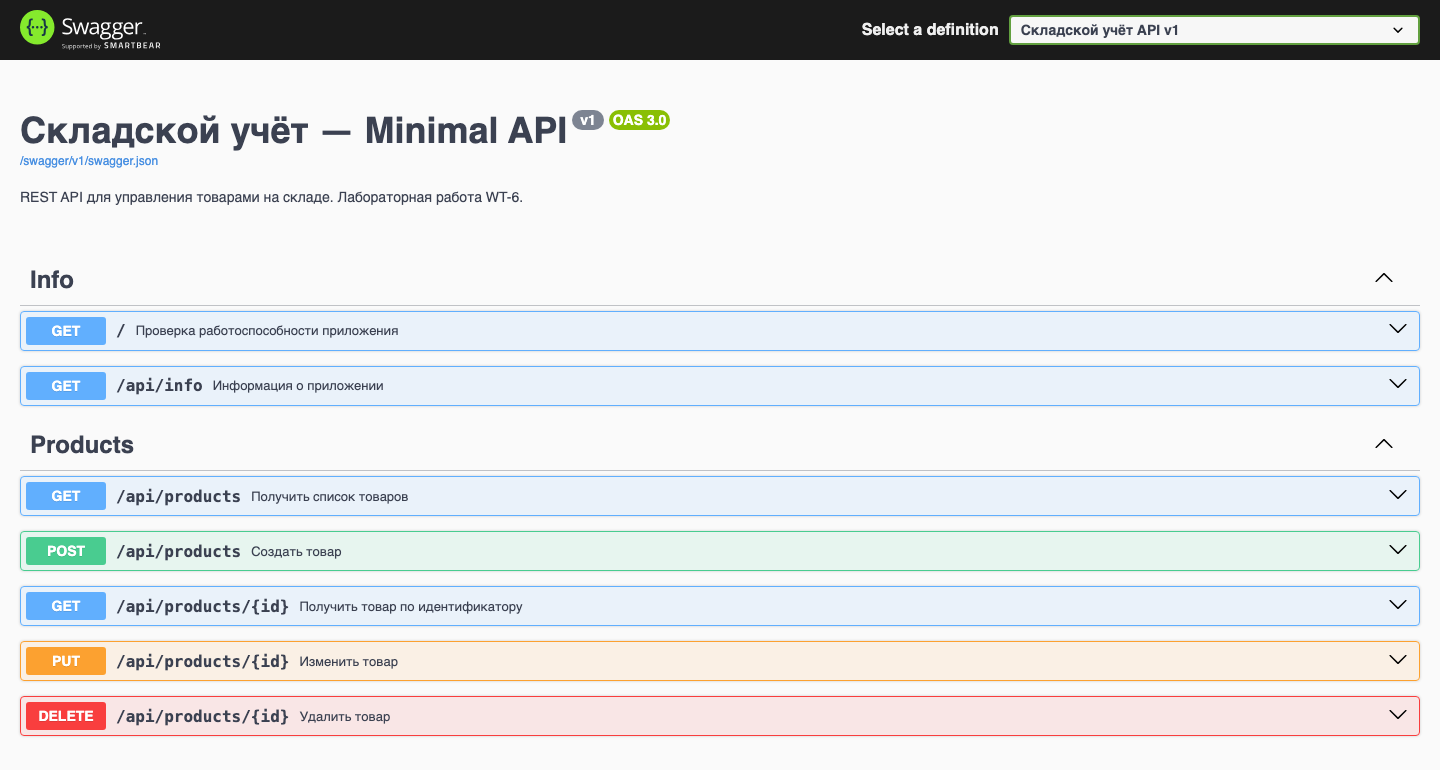 Swagger
Supported by SMARTBEAR
Select a definition
Складской учёт API v1
Складской учёт — Minimal API v1 OAS 3.0
/swagger/v1/swagger.json
REST API для управления товарами на складе. Лабораторная работа WT-6.
Info
GET / Проверка работоспособности приложения
GET /api/info Информация о приложении
Products
GET /api/products Получить список товаров
POST /api/products Создать товар
GET /api/products/{id} Получить товар по идентификатору
PUT /api/products/{id} Изменить товар
DELETE /api/products/{id} Удалить товар